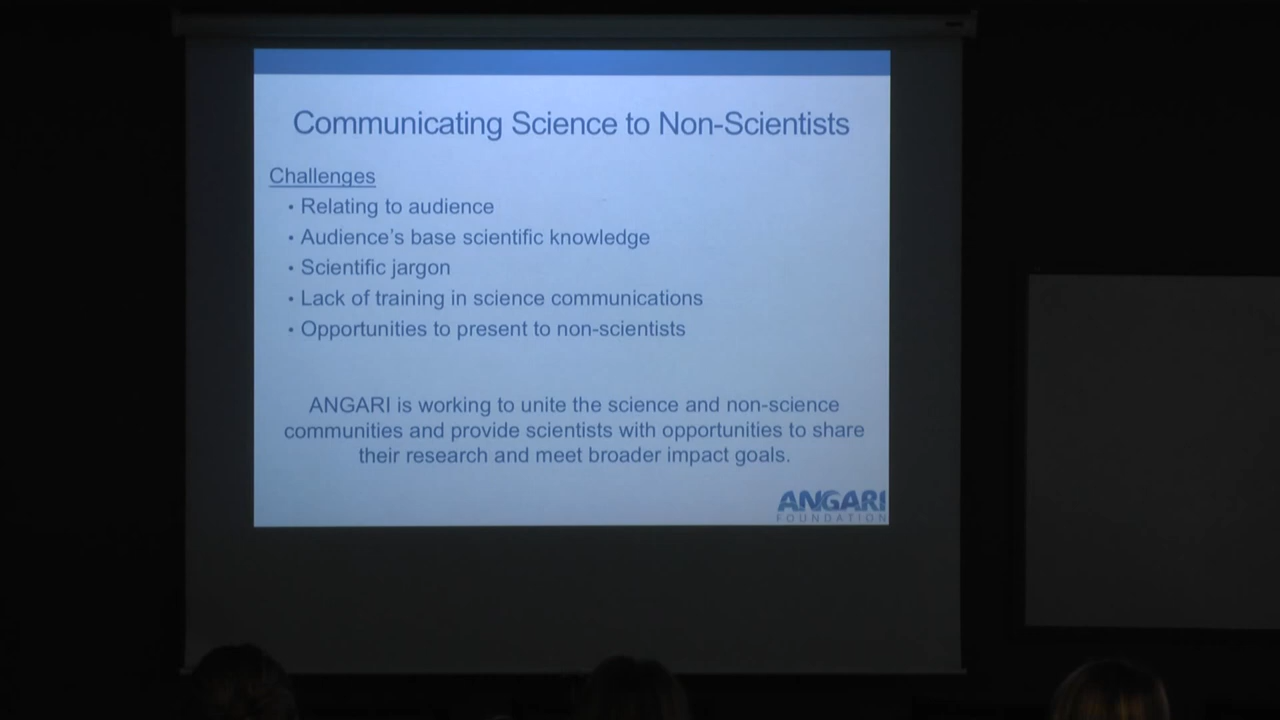 Communicating Science to Non-Scientists
Challenges
• Relating to audience
• Audience's base scientific knowledge
• Scientific jargon
• Lack of training in science communications
• Opportunities to present to non-scientists
ANGARI is working to unite the science and non-science
communities and provide scientists with opportunities to share
their research and meet broader impact goals.
ANGARI
FOUNDATION